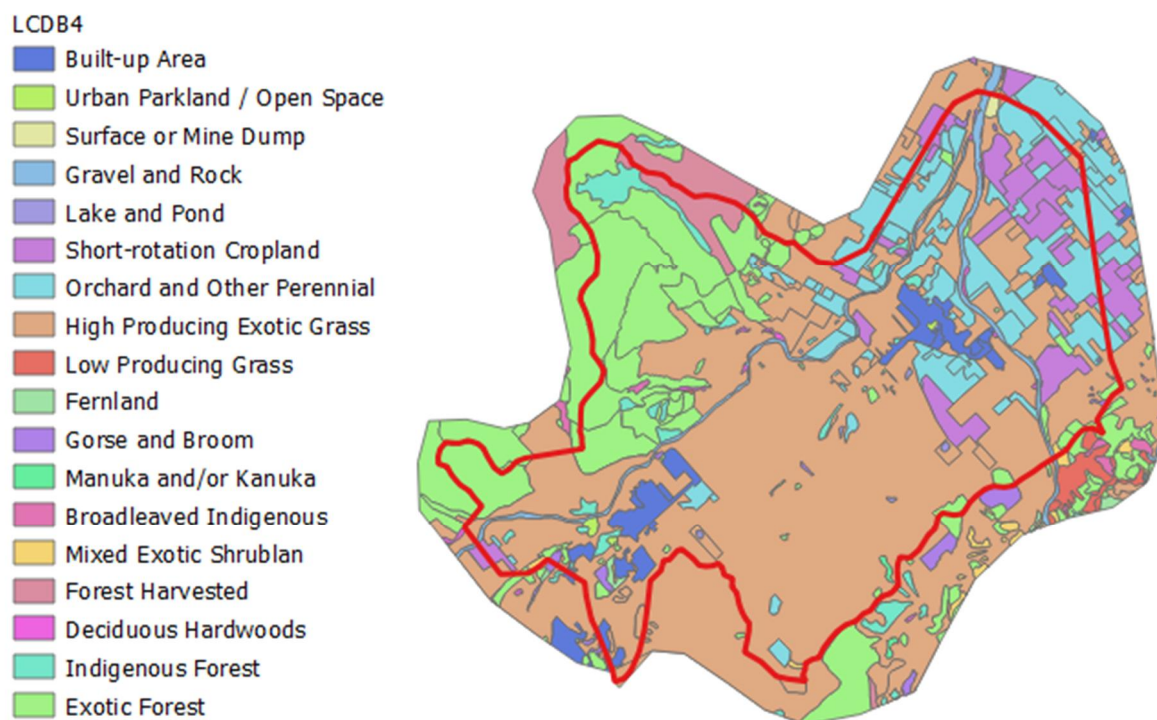 LCDB4
Built-up Area
Urban Parkland / Open Space
Surface or Mine Dump
Gravel and Rock
Lake and Pond
Short-rotation Cropland
Orchard and Other Perennial
High Producing Exotic Grass
Low Producing Grass
Fernland
Gorse and Broom
Manuka and/or Kanuka
Broadleaved Indigenous
Mixed Exotic Shrublan
Forest Harvested
Deciduous Hardwoods
Indigenous Forest
Exotic Forest